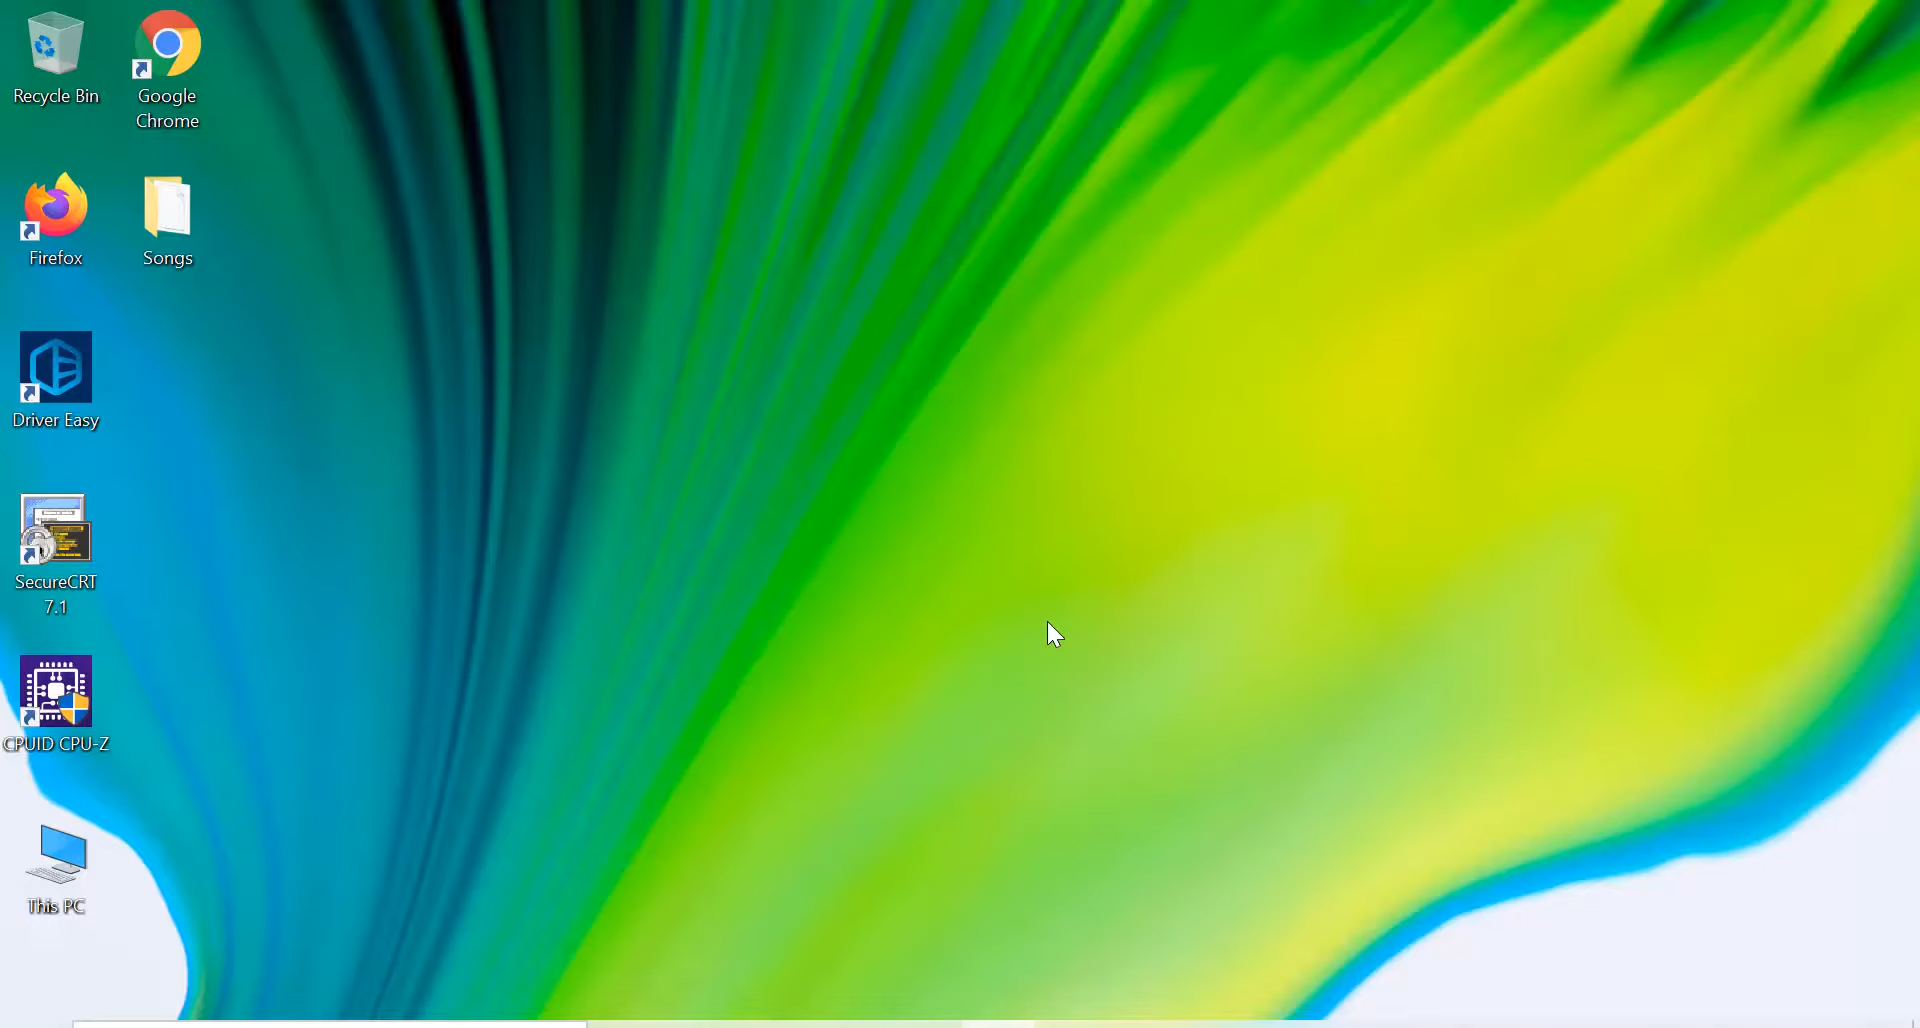 Recycle Bin
Google
Chrome
Firefox
Songs
Driver Easy
SecureCRT
7.1
CPUID CPU-Z
This PC